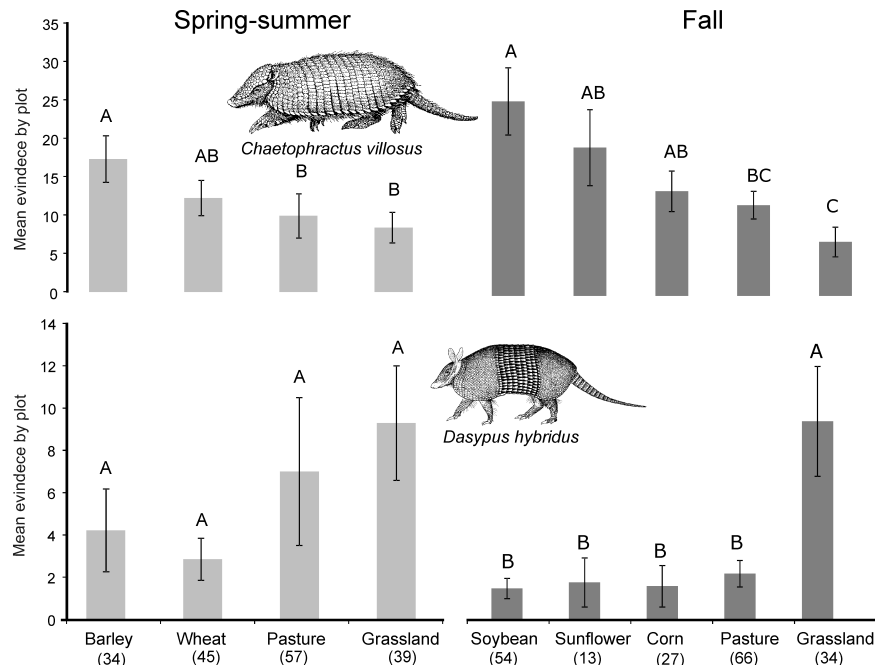 Spring-summer
Fall
Mean evindece by plot
35
30
25
20
15
10
5
0
A
AB
B
B
Chaetophractus villosus
A
AB
AB
BC
C
Mean evindece by plot
14
12
10
8
6
4
2
0
A
A
A
A
Dasypus hybridus
B
B
B
B
A
Barley Wheat Pasture Grassland Soybean Sunflower Corn Pasture Grassland
(34) (45) (57) (39) (54) (13) (27) (66) (34)